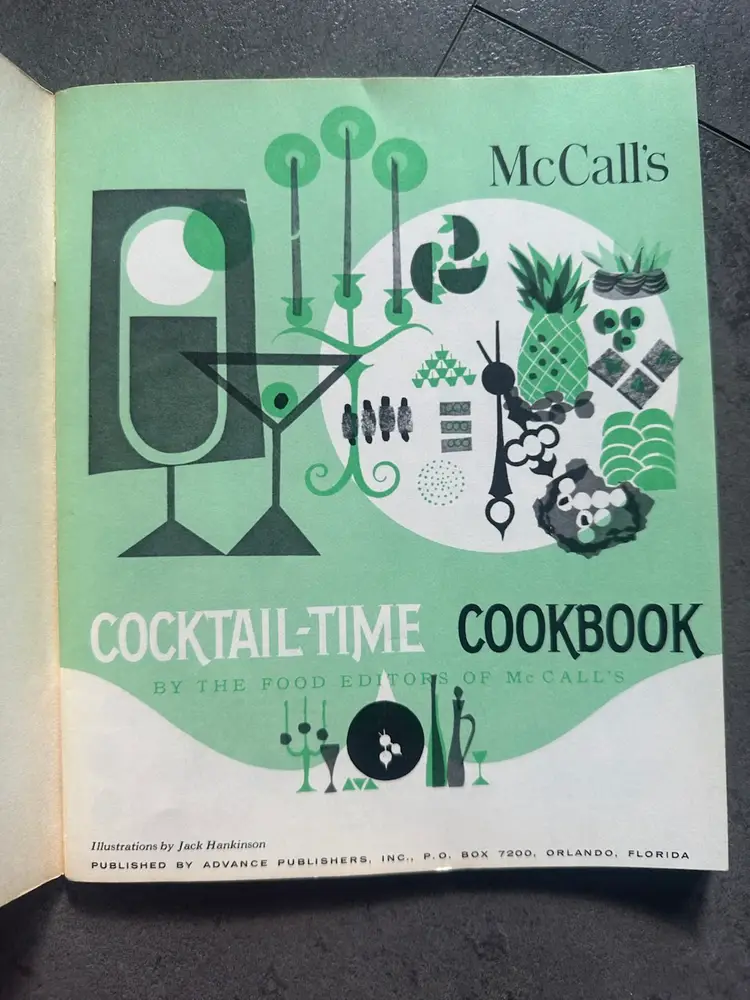 McCall's
COCKTAIL-TIME COOKBOOK
BY THE FOOD EDITORS OF McCALL'S
Illustrations by Jack Hankinson
PUBLISHED BY ADVANCE PUBLISHERS, INC., P.O. BOX 7200, ORLANDO, FLORIDA